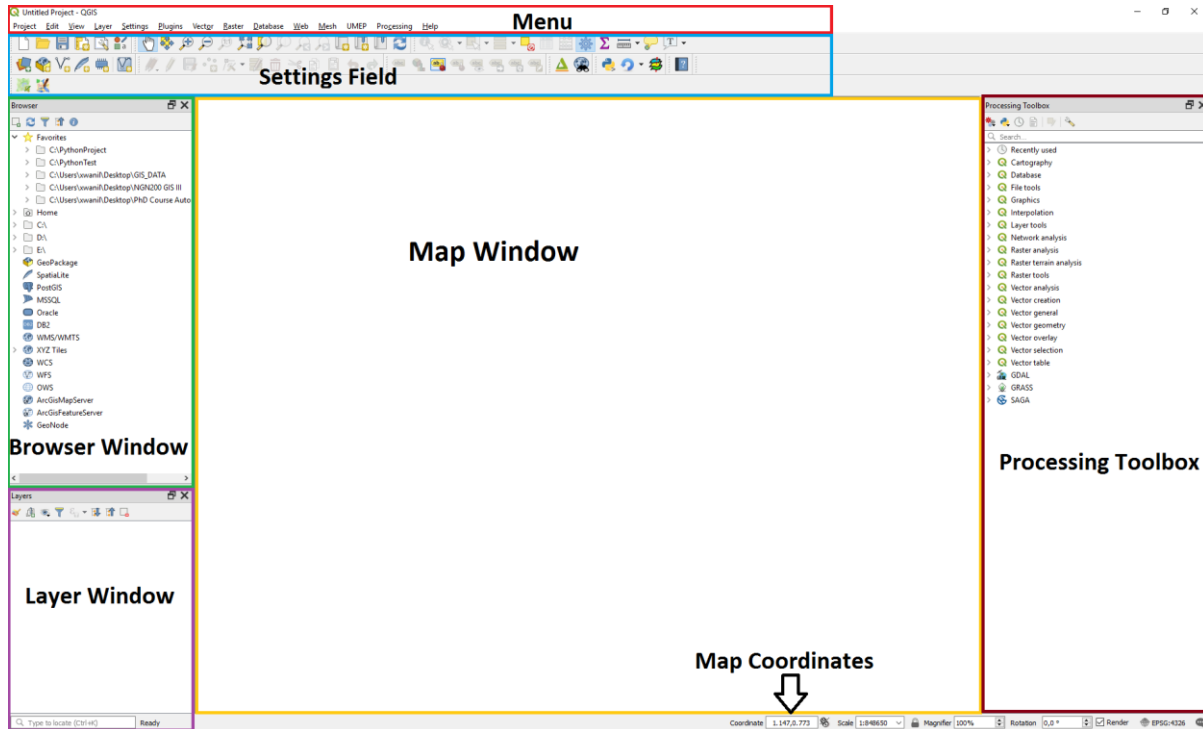 Untitled Project - QGIS
Project Edit View Layer Settings Plugins Vector Raster Database Web Mesh UMEP Processing Help
Menu
Settings Field
Browser
Favorites
C:\PythonProject
C:\PythonTest
C:\Users\xwanil\Desktop\GIS_DATA
C:\Users\xwanil\Desktop\NGN200 GIS III
C:\Users\xwanil\Desktop\PhD Course Auto
Home
C:\
D:\
E:\
GeoPackage
SpatiaLite
PostGIS
MSSQL
Oracle
DB2
WMS/WMTS
XYZ Tiles
WCS
WFS
OWS
ArcGisMapServer
ArcGisFeatureServer
GeoNode
Browser Window
Layers
Layer Window
Type to locate (Ctrl+K) Ready
Map Window
Map Coordinates
Coordinate 1.147,0.773 Scale 1:848650 Magnifier 100% Rotation 0,0 ° Render EPSG:4326
Processing Toolbox
Search...
Recently used
Cartography
Database
File tools
Graphics
Interpolation
Layer tools
Network analysis
Raster analysis
Raster terrain analysis
Raster tools
Vector analysis
Vector creation
Vector general
Vector geometry
Vector overlay
Vector selection
Vector table
GDAL
GRASS
SAGA
Processing Toolbox